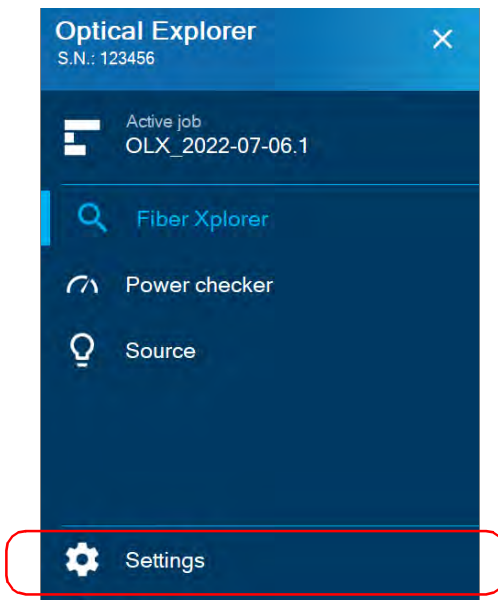 Optical Explorer
S.N.: 123456
Active job
OLX_2022-07-06.1
Fiber Xplorer
Power checker
Source
Settings